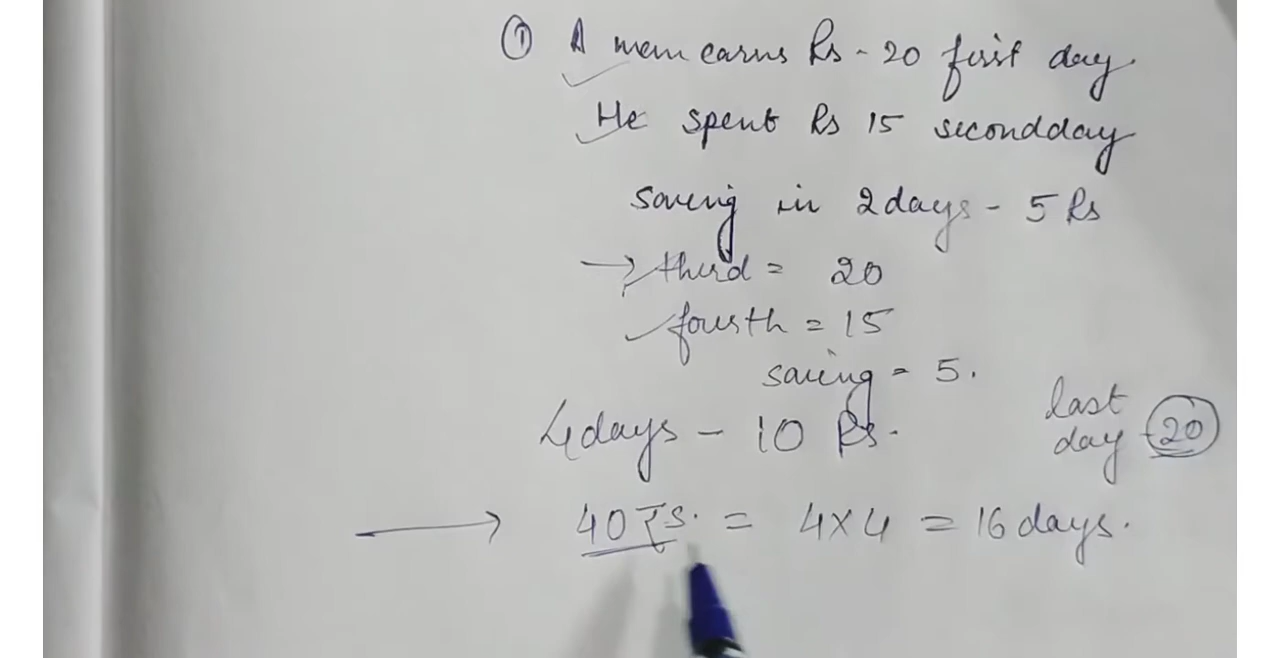 ① A man earns Rs - 20 first day.
He spent Rs 15 secondday
saving in 2days - 5 Rs
→ third = 20
fourth = 15
saving = 5.
4days - 10 Rs.
last
day - 20
→ 40 ₹s. = 4×4 = 16 days.